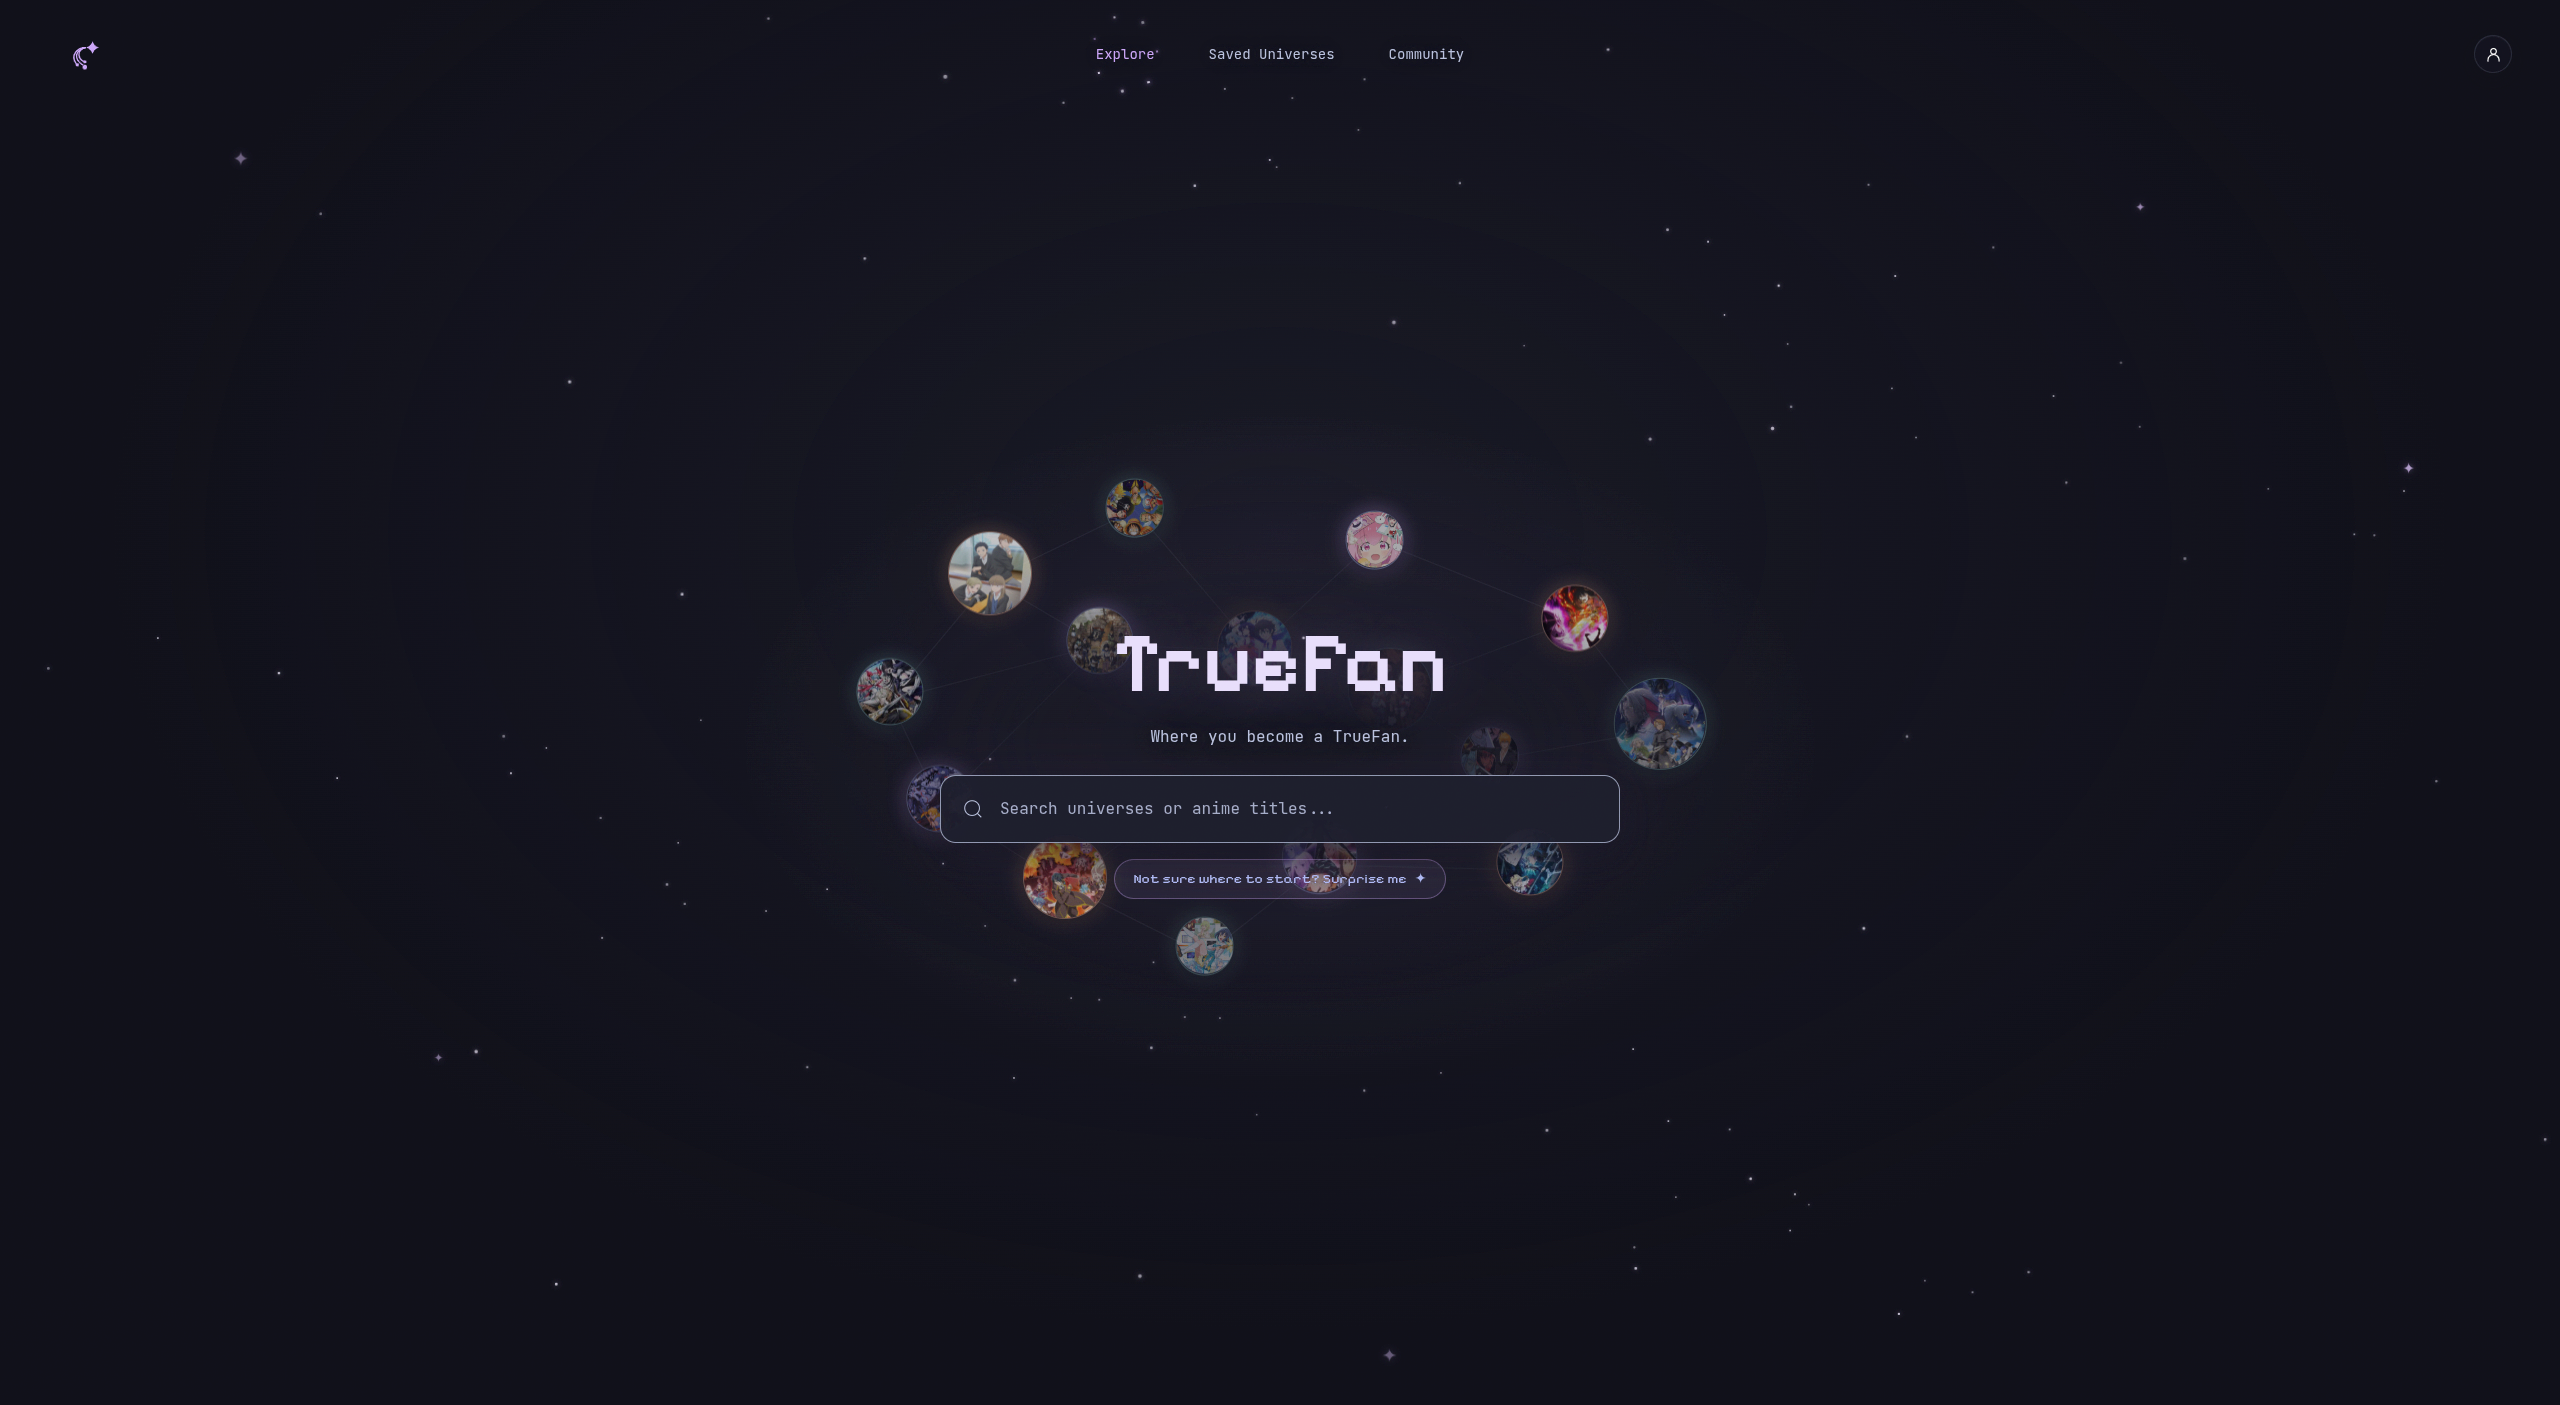 Explore
Saved Universes
Community
TrueFan
Where you become a TrueFan.
Search universes or anime titles...
Not sure where to start? Surprise me ✦